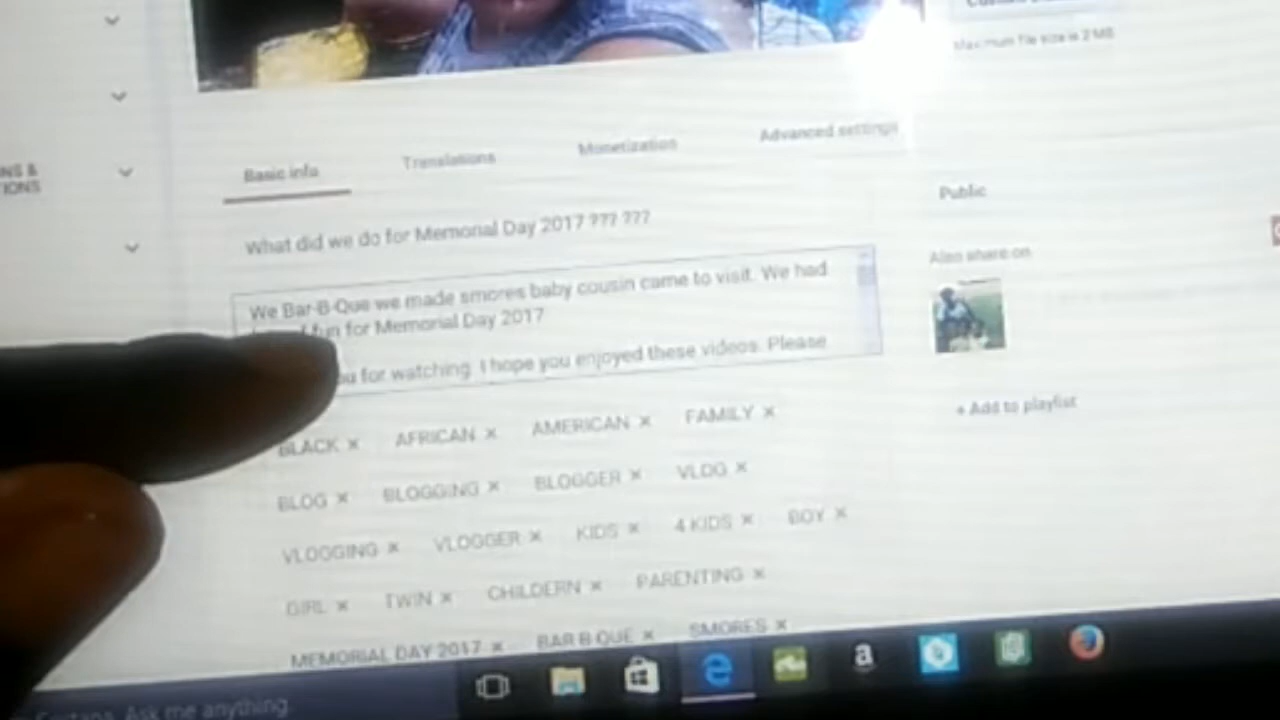 Maximum file size is 2 MB
Basic info Translations Monetization Advanced settings
NS &
IONS
Public
What did we do for Memorial Day 2017 ??? ???
Also share on
We Bar-B-Que we made smores baby cousin came to visit. We had
fun for Memorial Day 2017
for watching. I hope you enjoyed these videos. Please
+ Add to playlist
BLACK × AFRICAN × AMERICAN × FAMILY ×
BLOG × BLOGGING × BLOGGER × VLOG ×
VLOGGING × VLOGGER × KIDS × 4 KIDS × BOY ×
GIRL × TWIN × CHILDERN × PARENTING ×
MEMORIAL DAY 2017 × BAR B QUE × SMORES ×
Cortana. Ask me anything.